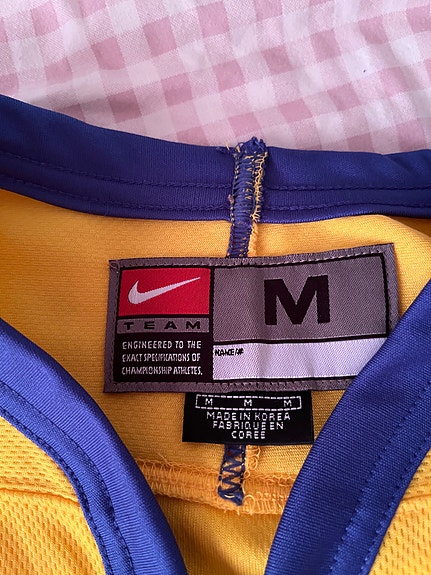 M
TEAM
ENGINEERED TO THE
EXACT SPECIFICATIONS OF
CHAMPIONSHIP ATHLETES.
NAME/#
M M M
MADE IN KOREA
FABRIQUE EN
COREE